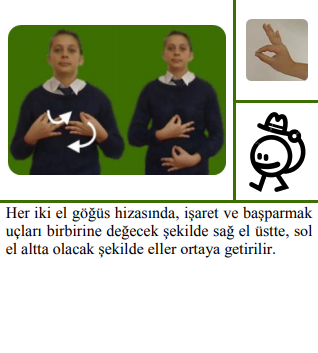 Her iki el göğüs hizasında, işaret ve başparmak
uçları birbirine değecek şekilde sağ el üstte, sol
el altta olacak şekilde eller ortaya getirilir.